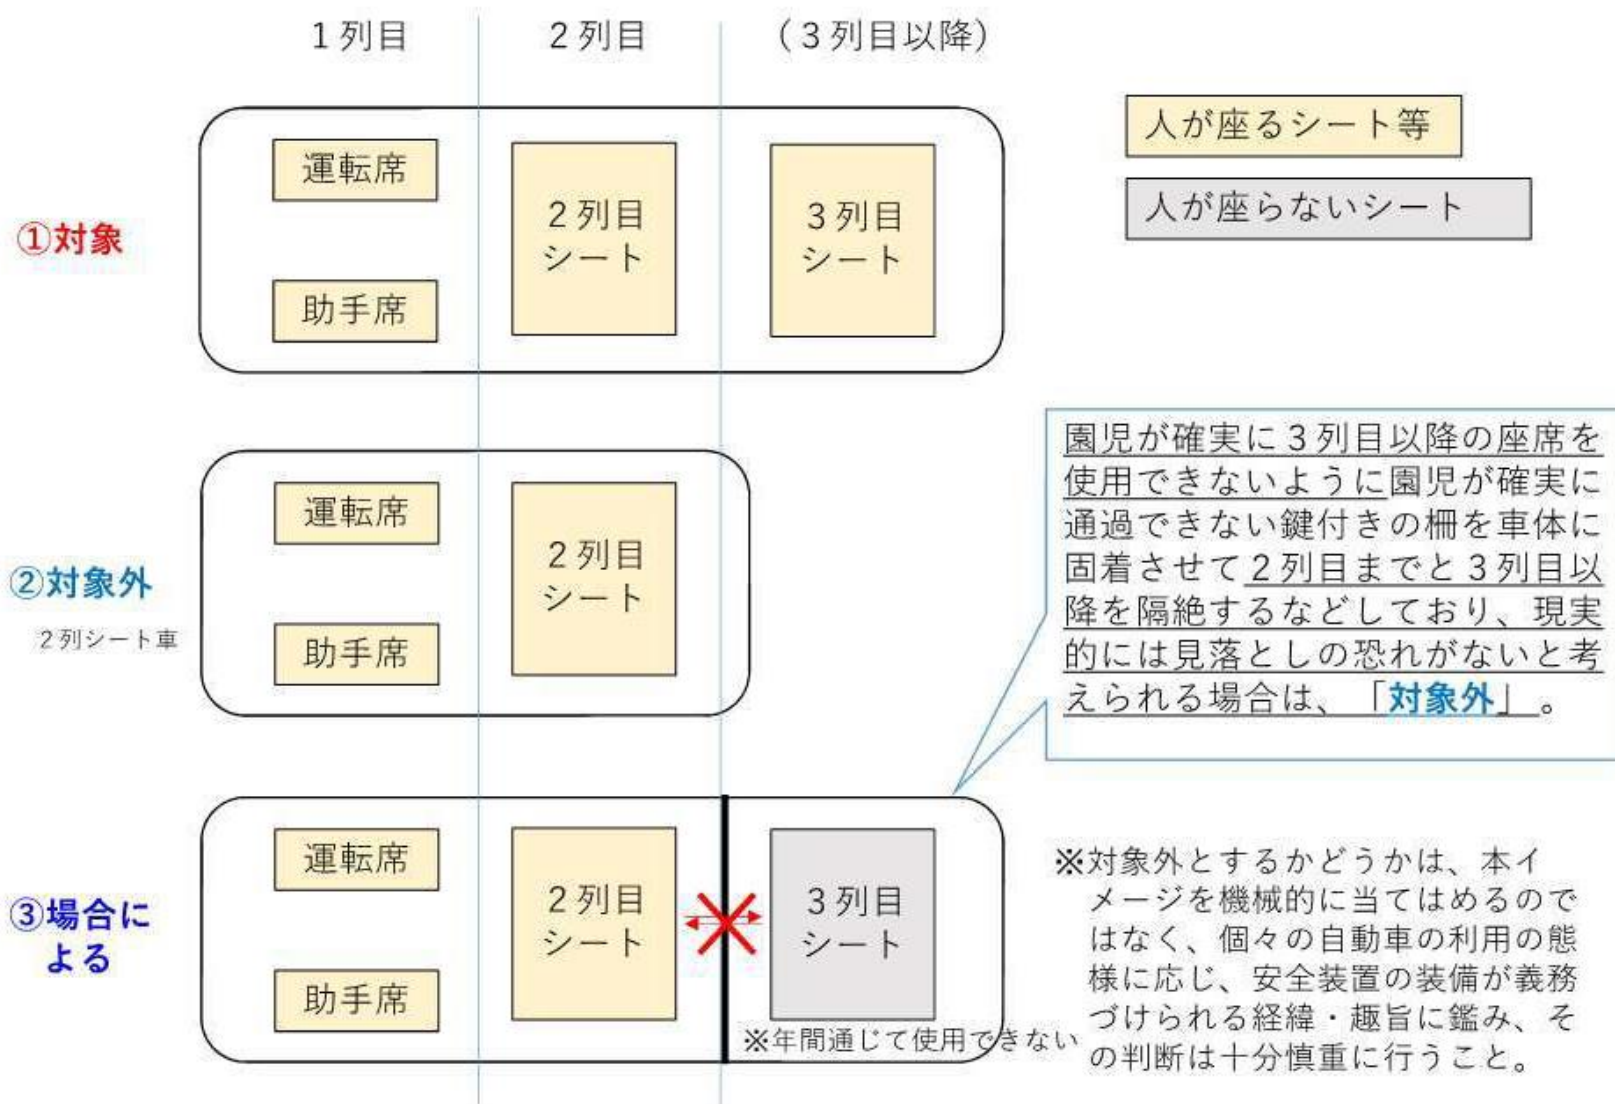 1列目
2列目
(3列目以降)
人が座るシート等
人が座らないシート
①対象
運転席
助手席
2列目
シート
3列目
シート
②対象外
2列シート車
運転席
助手席
2列目
シート
園児が確実に3列目以降の座席を
使用できないように園児が確実に
通過できない鍵付きの柵を車体に
固着させて2列目までと3列目以
降を隔絶するなどしており、現実
的には見落としの恐れがないと考
えられる場合は、「対象外」。
③場合に
よる
運転席
助手席
2列目
シート
3列目
シート
※年間通じて使用できない
※対象外とするかどうかは、本イ
メージを機械的に当てはめるので
はなく、個々の自動車の利用の態
様に応じ、安全装置の装備が義務
づけられる経緯・趣旨に鑑み、そ
の判断は十分慎重に行うこと。